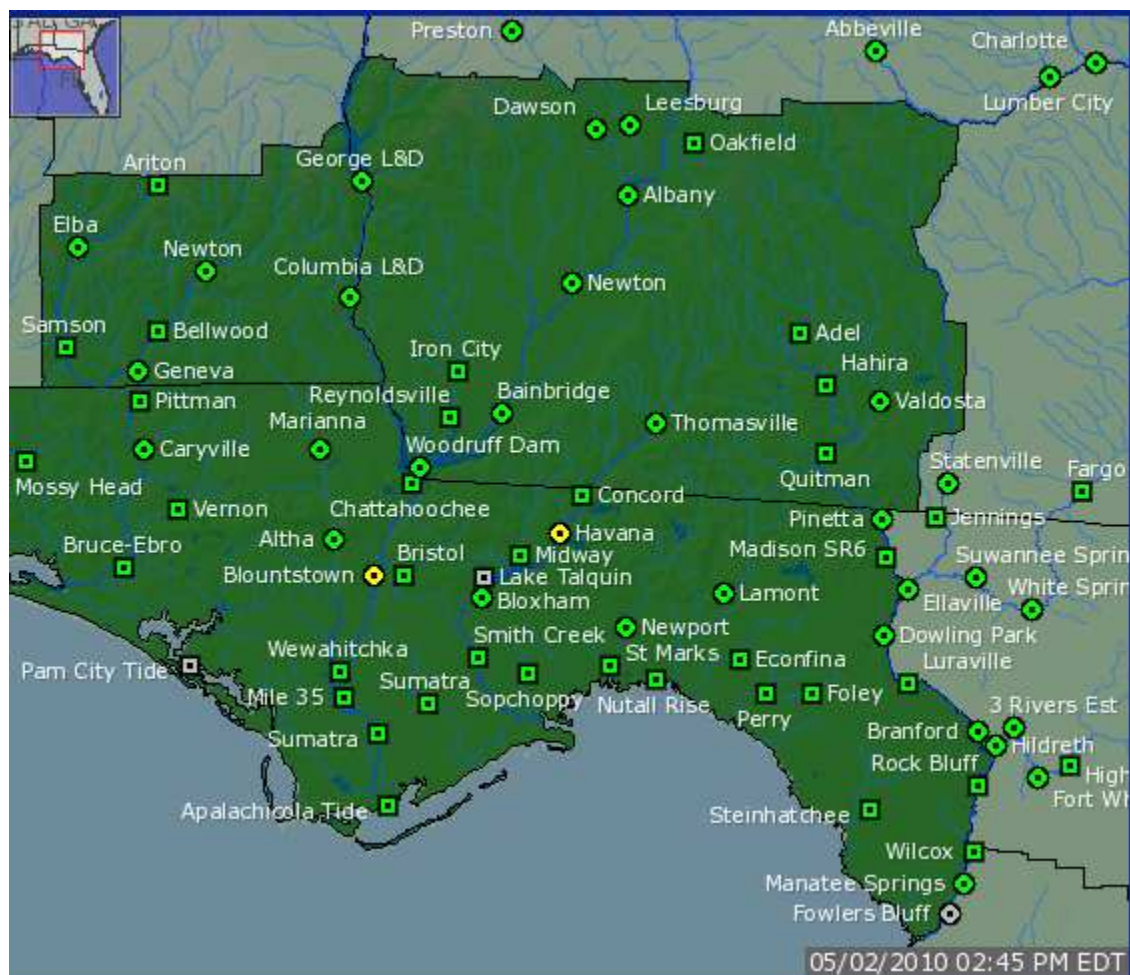 Preston
Abbeville
Charlotte
Lumber City
Dawson
Leesburg
Oakfield
George L&D
Ariton
Albany
Elba
Newton
Columbia L&D
Newton
Samson
Bellwood
Adel
Iron City
Hahira
Geneva
Reynoldsville
Bainbridge
Pittman
Valdosta
Marianna
Thomasville
Caryville
Woodruff Dam
Statenville
Fargo
Mossy Head
Quitman
Chattahoochee
Concord
Vernon
Pinetta
Jennings
Altha
Havana
Bruce-Ebro
Bristol
Midway
Madison SR6
Suwannee Sprin
Blountstown
Lake Talquin
White Sprin
Bloxham
Lamont
Ellaville
Smith Creek
Newport
Dowling Park
Wewahitchka
St Marks
Econfina
Luraville
Pam City Tide
Mile 35
Sumatra
Sopchoppy
Nutall Rise
Perry
Foley
3 Rivers Est
Sumatra
Branford
Hildreth
Rock Bluff
High
Fort Wh
Apalachicola Tide
Steinhatchee
Wilcox
Manatee Springs
Fowlers Bluff
05/02/2010 02:45 PM EDT